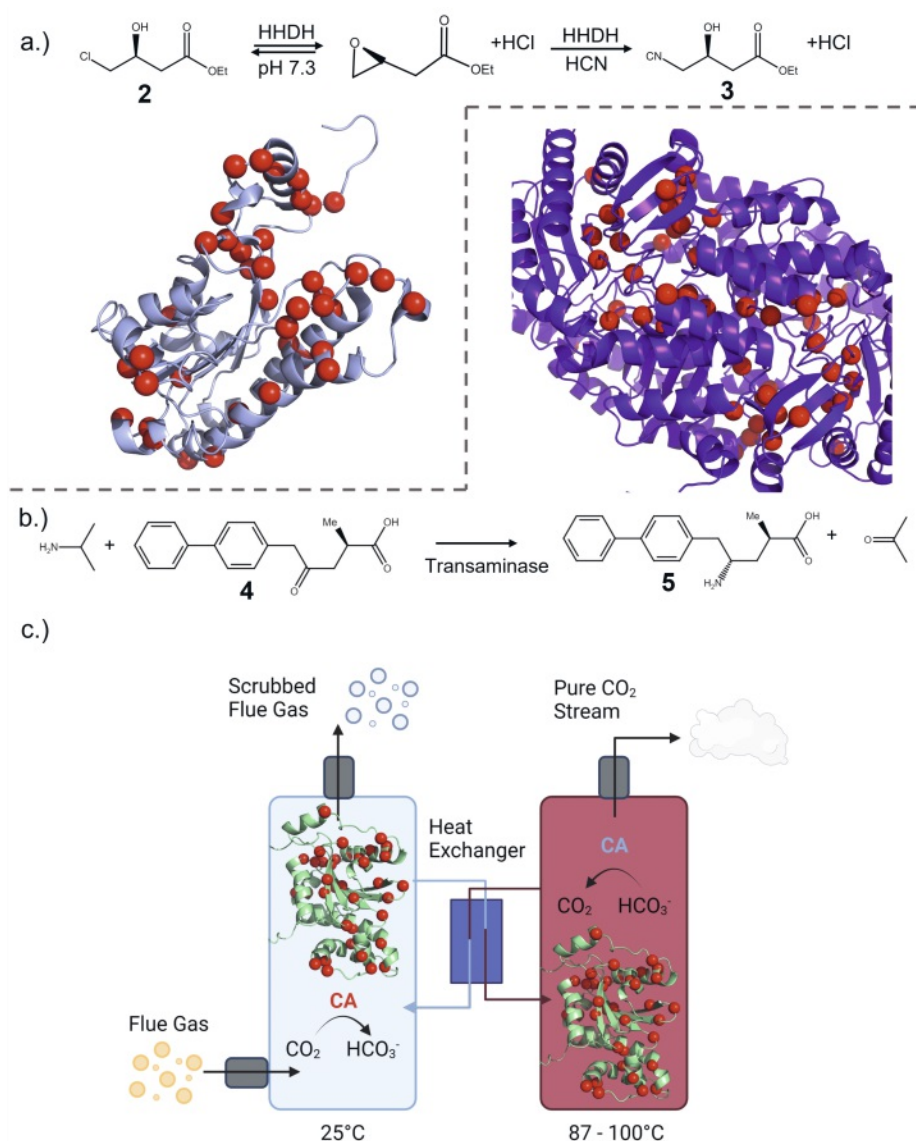 a.)
OH
O
Cl
OEt
2
HHDH
pH 7.3
O
O
OEt
+HCl
HHDH
HCN
OH
O
CN
OEt
3
+HCl
b.)
H₂N
+
Me
OH
O
O
4
Transaminase
Me
OH
O
H₂N
5
+
O
c.)
Scrubbed
Flue Gas
Pure CO₂
Stream
Heat
Exchanger
CA
CO₂
HCO₃⁻
CA
Flue Gas
CO₂
HCO₃⁻
25°C
87 - 100°C